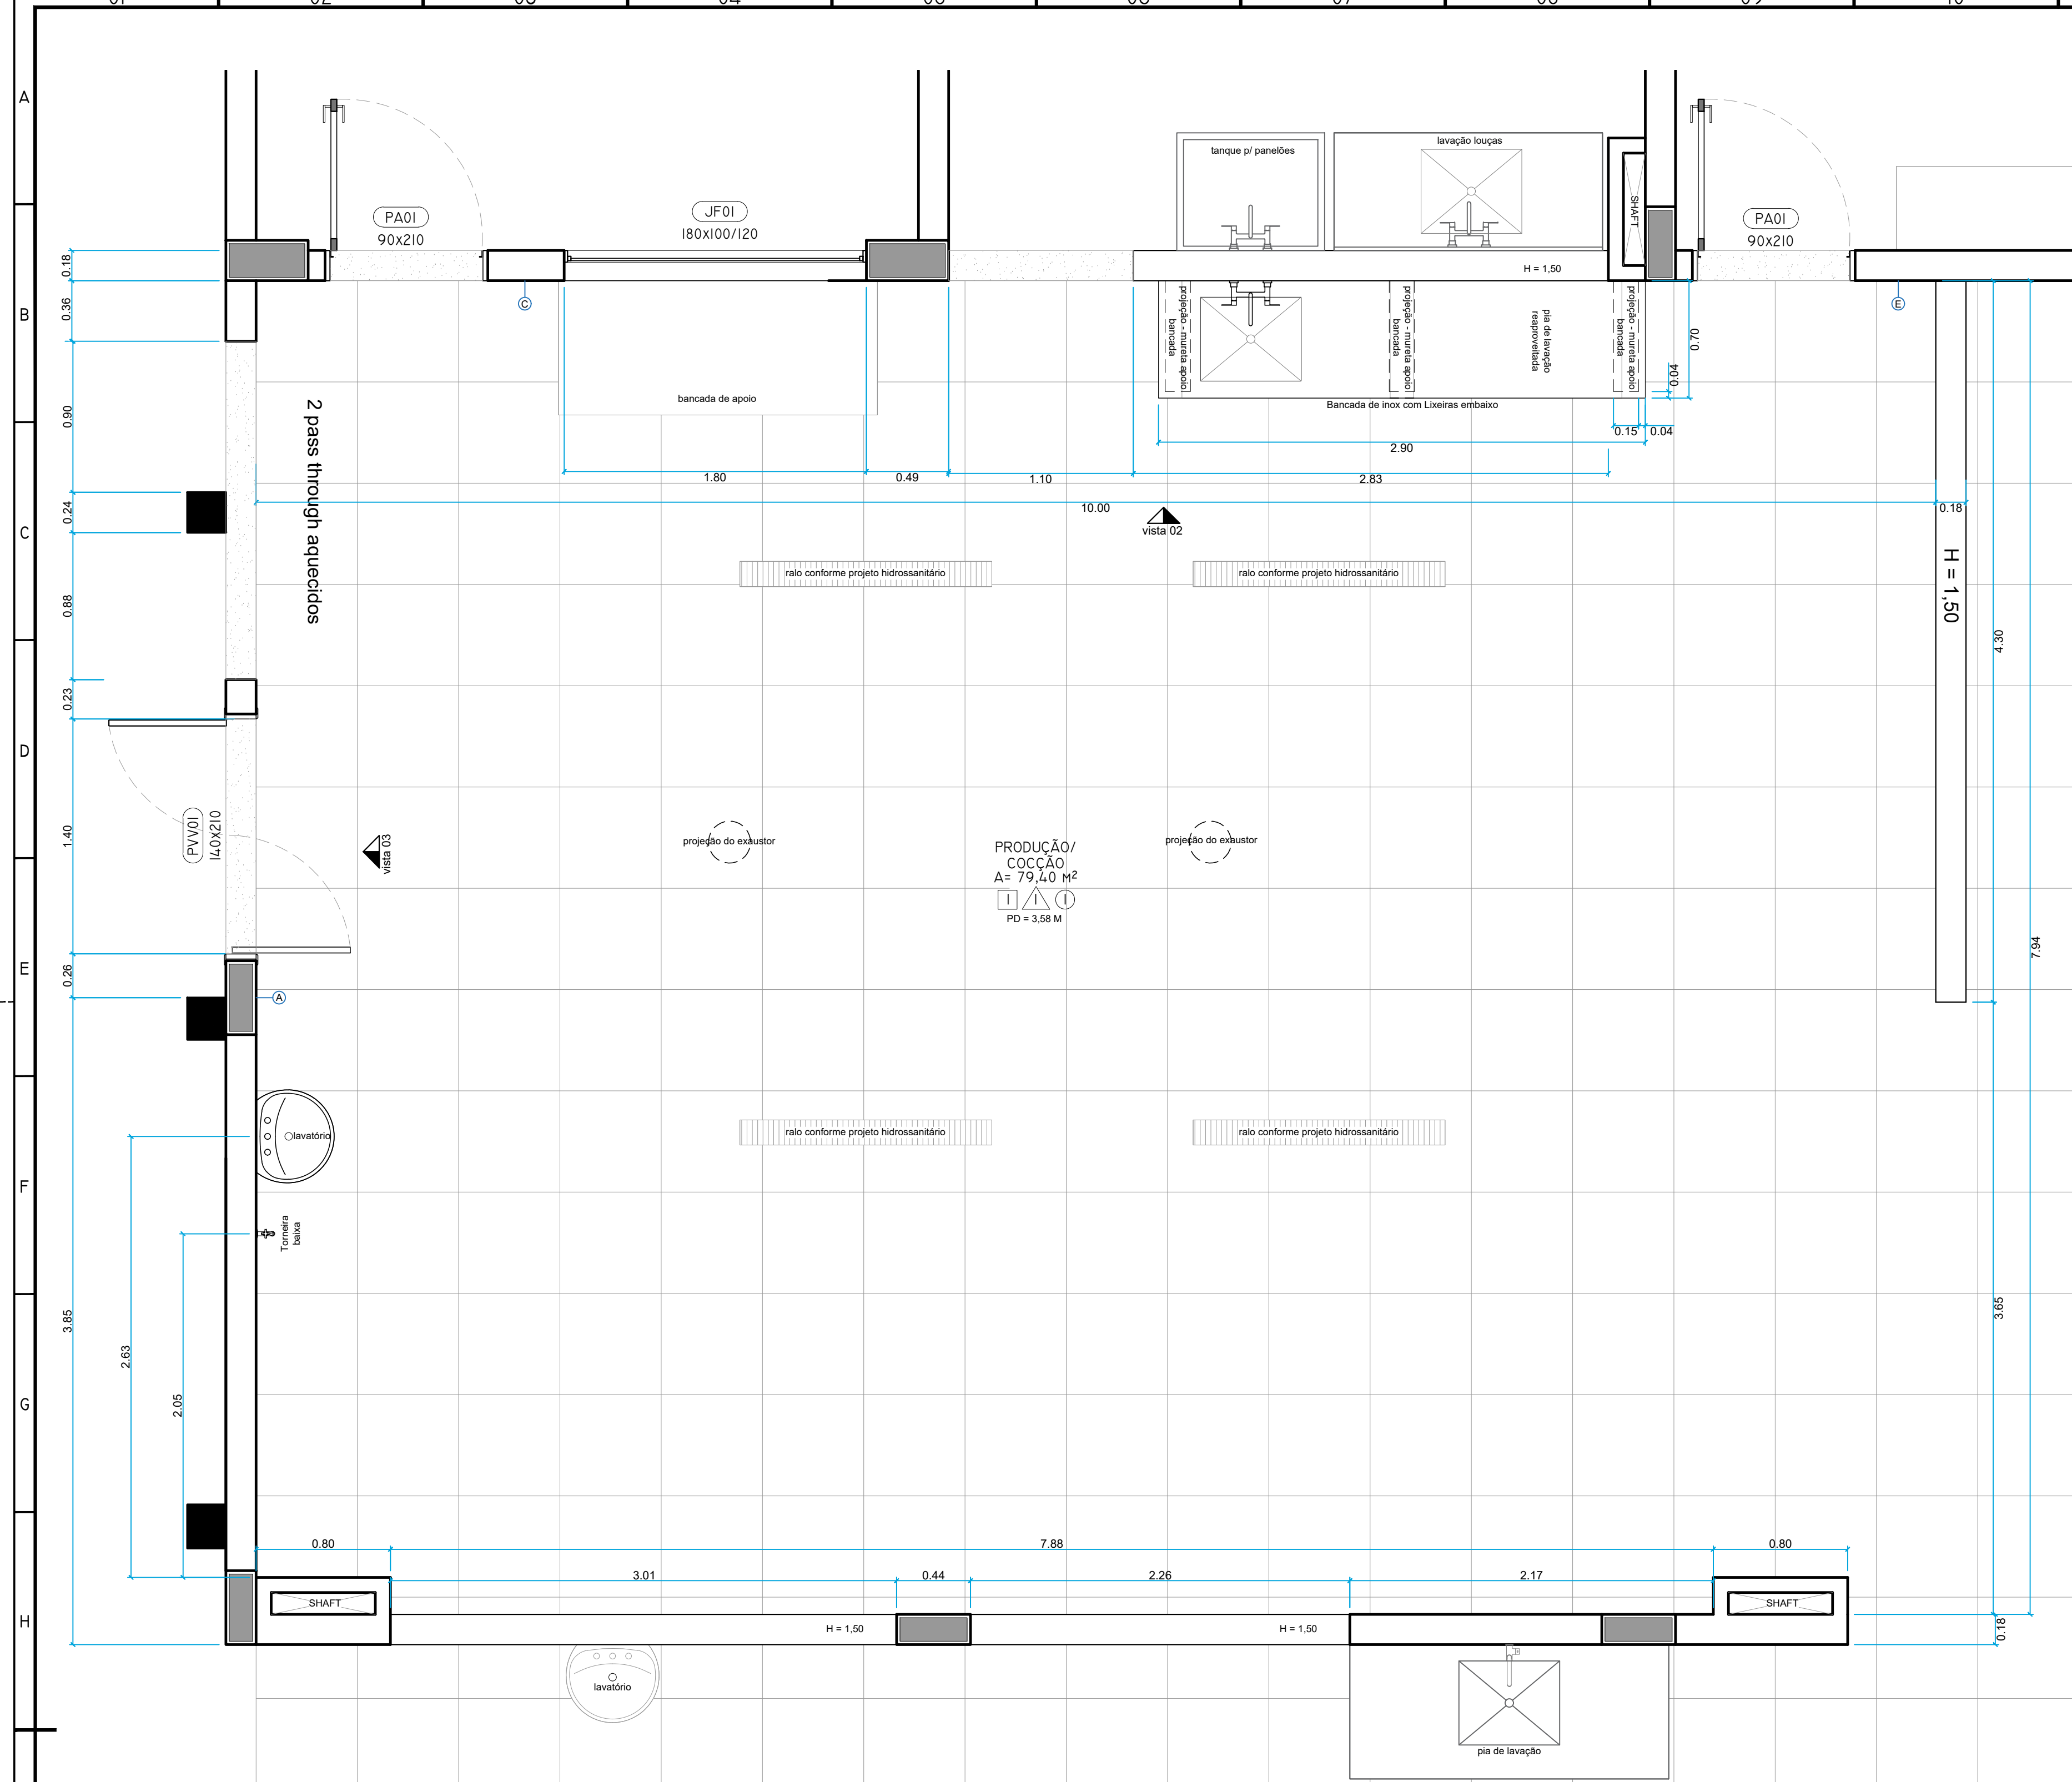 A
B
C
D
E
F
G
H
tanque p/ panelões
lavação louças
SHAFT
PA01
90x210
JF01
180x100/120
PA01
90x210
H = 1,50
C
E
0.18
0.36
0.90
0.24
0.88
0.23
1.40
0.26
3.85
2.63
2.05
2 pass through aquecidos
bancada de apoio
projeção - mureta apoio
bancada
projeção - mureta apoio
bancada
pia de lavação
reaproveitada
projeção - mureta apoio
bancada
0.70
0.04
Bancada de inox com Lixeiras embaixo
0.15
0.04
2.90
1.80
0.49
1.10
2.83
10.00
0.18
vista 02
H = 1,50
4.30
7.94
3.65
0.18
ralo conforme projeto hidrossanitário
ralo conforme projeto hidrossanitário
PVV01
140x210
vista 03
projeção do exaustor
projeção do exaustor
PRODUÇÃO/
COCÇÃO
A= 79,40 M²
1 1 1
PD = 3,58 M
A
lavatório
ralo conforme projeto hidrossanitário
ralo conforme projeto hidrossanitário
Torneira
baixa
0.80
7.88
0.80
3.01
0.44
2.26
2.17
SHAFT
SHAFT
H = 1,50
H = 1,50
lavatório
pia de lavação